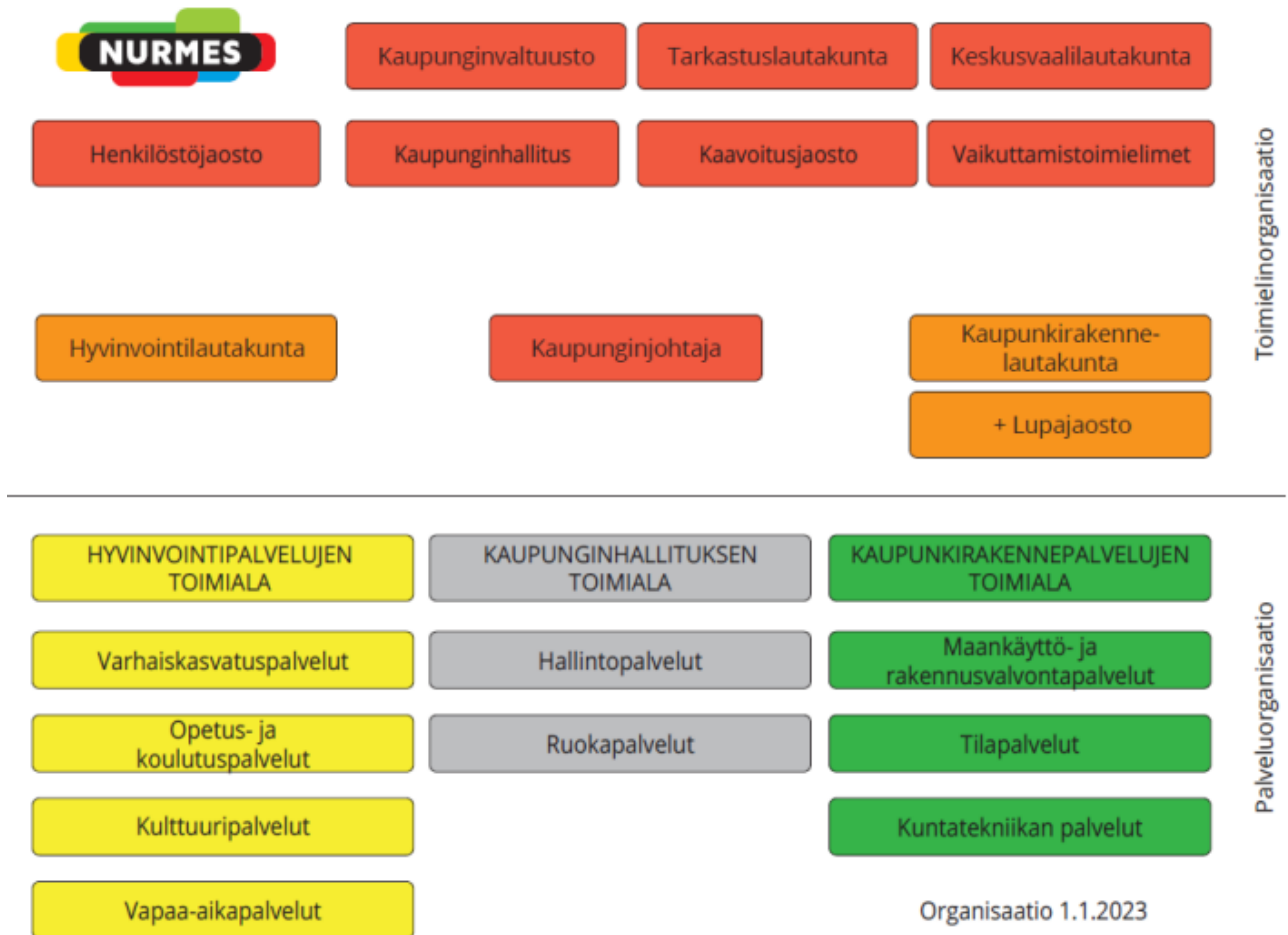 NURMES
Kaupunginvaltuusto
Tarkastuslautakunta
Keskusvaalilautakunta
Henkilöstöjaosto
Kaupunginhallitus
Kaavoitusjaosto
Vaikuttamistoimielimet
Toimielinorganisaatio
Hyvinvointilautakunta
Kaupunginjohtaja
Kaupunkirakenne-
lautakunta
+ Lupajaosto
HYVINVOINTIPALVELUJEN
TOIMIALA
KAUPUNGINHALLITUKSEN
TOIMIALA
KAUPUNKIRAKENNEPALVELUJEN
TOIMIALA
Varhaiskasvatuspalvelut
Hallintopalvelut
Maankäyttö- ja
rakennusvalvontapalvelut
Palveluorganisaatio
Opetus- ja
koulutuspalvelut
Ruokapalvelut
Tilapalvelut
Kulttuuripalvelut
Kuntatekniikan palvelut
Vapaa-aikapalvelut
Organisaatio 1.1.2023